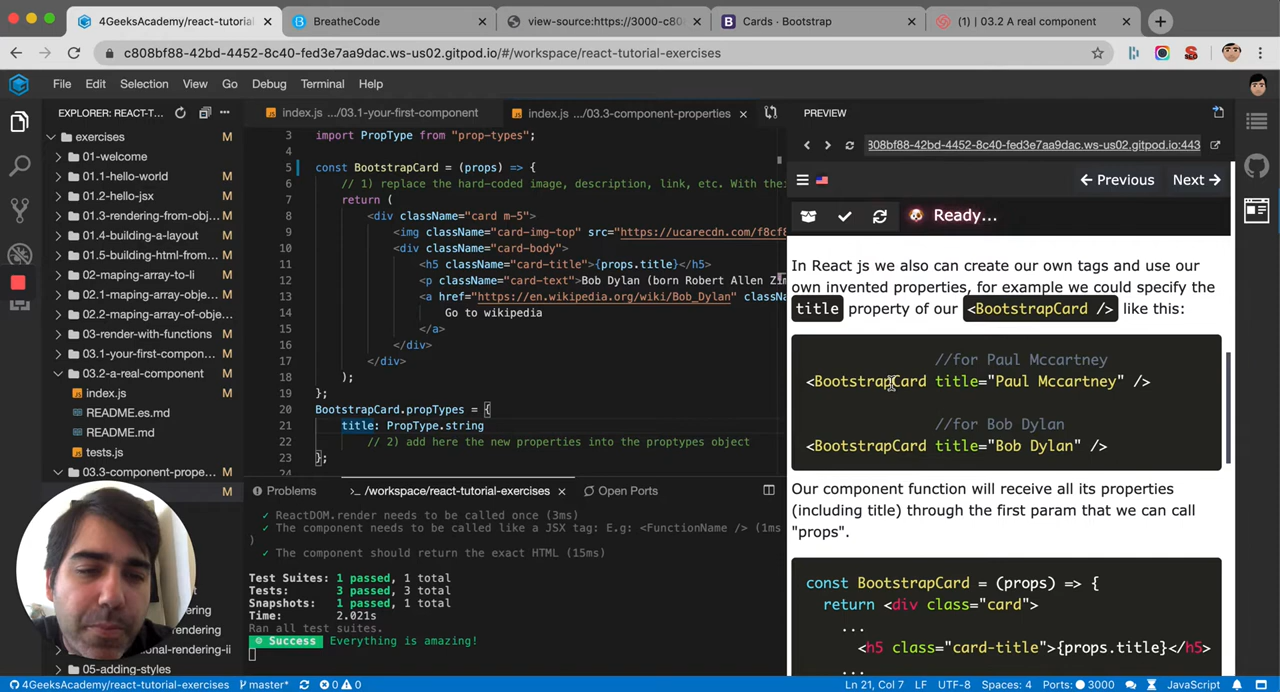 4GeeksAcademy/react-tutorial
BreatheCode
view-source:https://3000-c80
Cards · Bootstrap
(1) | 03.2 A real component
c808bf88-42bd-4452-8c40-fed3e7aa9dac.ws-us02.gitpod.io/#/workspace/react-tutorial-exercises
File Edit Selection View Go Debug Terminal Help
EXPLORER: REACT-T...
index.js .../03.1-your-first-component
index.js .../03.3-component-properties
PREVIEW
exercises M
01-welcome
01.1-hello-world M
01.2-hello-jsx M
01.3-rendering-from-obj... M
01.4-building-a-layout M
01.5-building-html-from... M
02-maping-array-to-li M
02.1-maping-array-of... M
02.2-maping-array-of-obj... M
03-render-with-functions M
03.1-your-first-compon... M
03.2-a-real-component M
index.js M
README.es.md M
README.md M
tests.js M
03.3-component-prope... M
M
rendering
nal-rendering
nal-rendering-ii
05-adding-styles
3 import PropType from "prop-types";
4
5 const BootstrapCard = (props) => {
6 // 1) replace the hard-coded image, description, link, etc. With thei
7 return (
8 <div className="card m-5">
9 <img className="card-img-top" src="https://ucarecdn.com/f8cf8
10 <div className="card-body">
11 <h5 className="card-title">{props.title}</h5>
12 <p className="card-text">Bob Dylan (born Robert Allen Zim
13 <a href="https://en.wikipedia.org/wiki/Bob_Dylan" class
14 Go to wikipedia
15 </a>
16 </div>
17 </div>
18 );
19 };
20 BootstrapCard.propTypes = {
21 title: PropType.string
22 // 2) add here the new properties into the proptypes object
23 };
24
Problems
>_ /workspace/react-tutorial-exercises
Open Ports
✓ ReactDOM.render needs to be called once (3ms)
✓ The component needs to be called like a JSX tag: E.g: <FunctionName /> (1ms
)
✓ The component should return the exact HTML (15ms)
Test Suites: 1 passed, 1 total
Tests: 3 passed, 3 total
Snapshots: 1 passed, 1 total
Time: 2.021s
Ran all test suites.
Success Everything is amazing!
808bf88-42bd-4452-8c40-fed3e7aa9dac.ws-us02.gitpod.io:443
Previous Next
Ready...
In React js we also can create our own tags and use our
own invented properties, for example we could specify the
title property of our <BootstrapCard /> like this:
//for Paul Mccartney
<BootstrapCard title="Paul Mccartney" />
//for Bob Dylan
<BootstrapCard title="Bob Dylan" />
Our component function will receive all its properties
(including title) through the first param that we can call
"props".
const BootstrapCard = (props) => {
return <div class="card">
...
<h5 class="card-title">{props.title}</h5>
...
4GeeksAcademy/react-tutorial-exercises master* 0 0
Ln 21, Col 7 UTF-8 Spaces: 4 Ports: 3000 JavaScript